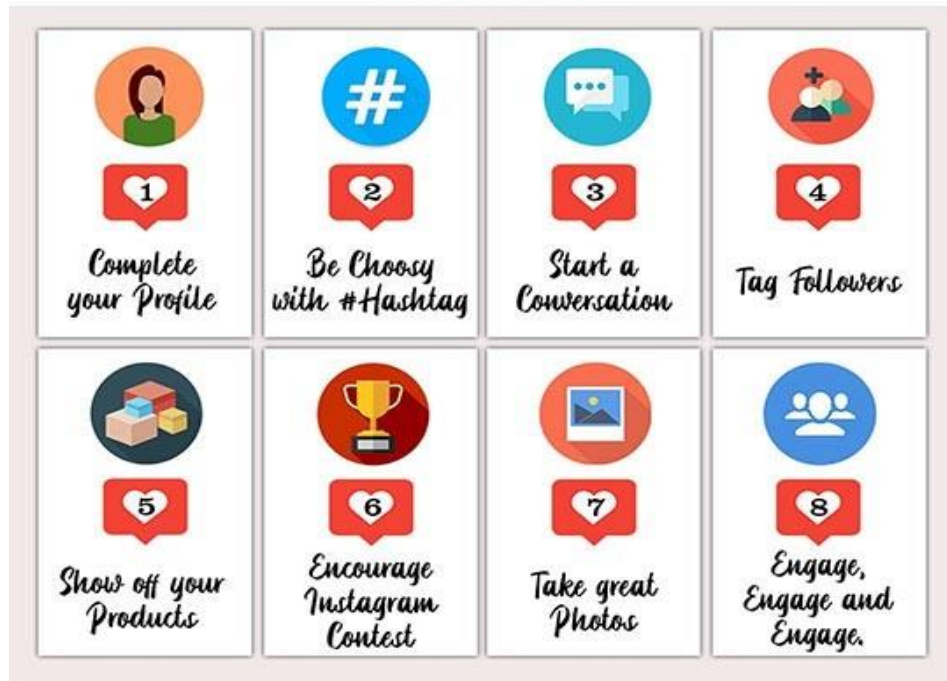 #
1
Complete
your Profile
2
Be Choosy
with #Hashtag
3
Start a
Conversation
4
Tag Followers
5
Show off your
Products
6
Encourage
Instagram
Contest
7
Take great
Photos
8
Engage,
Engage and
Engage.